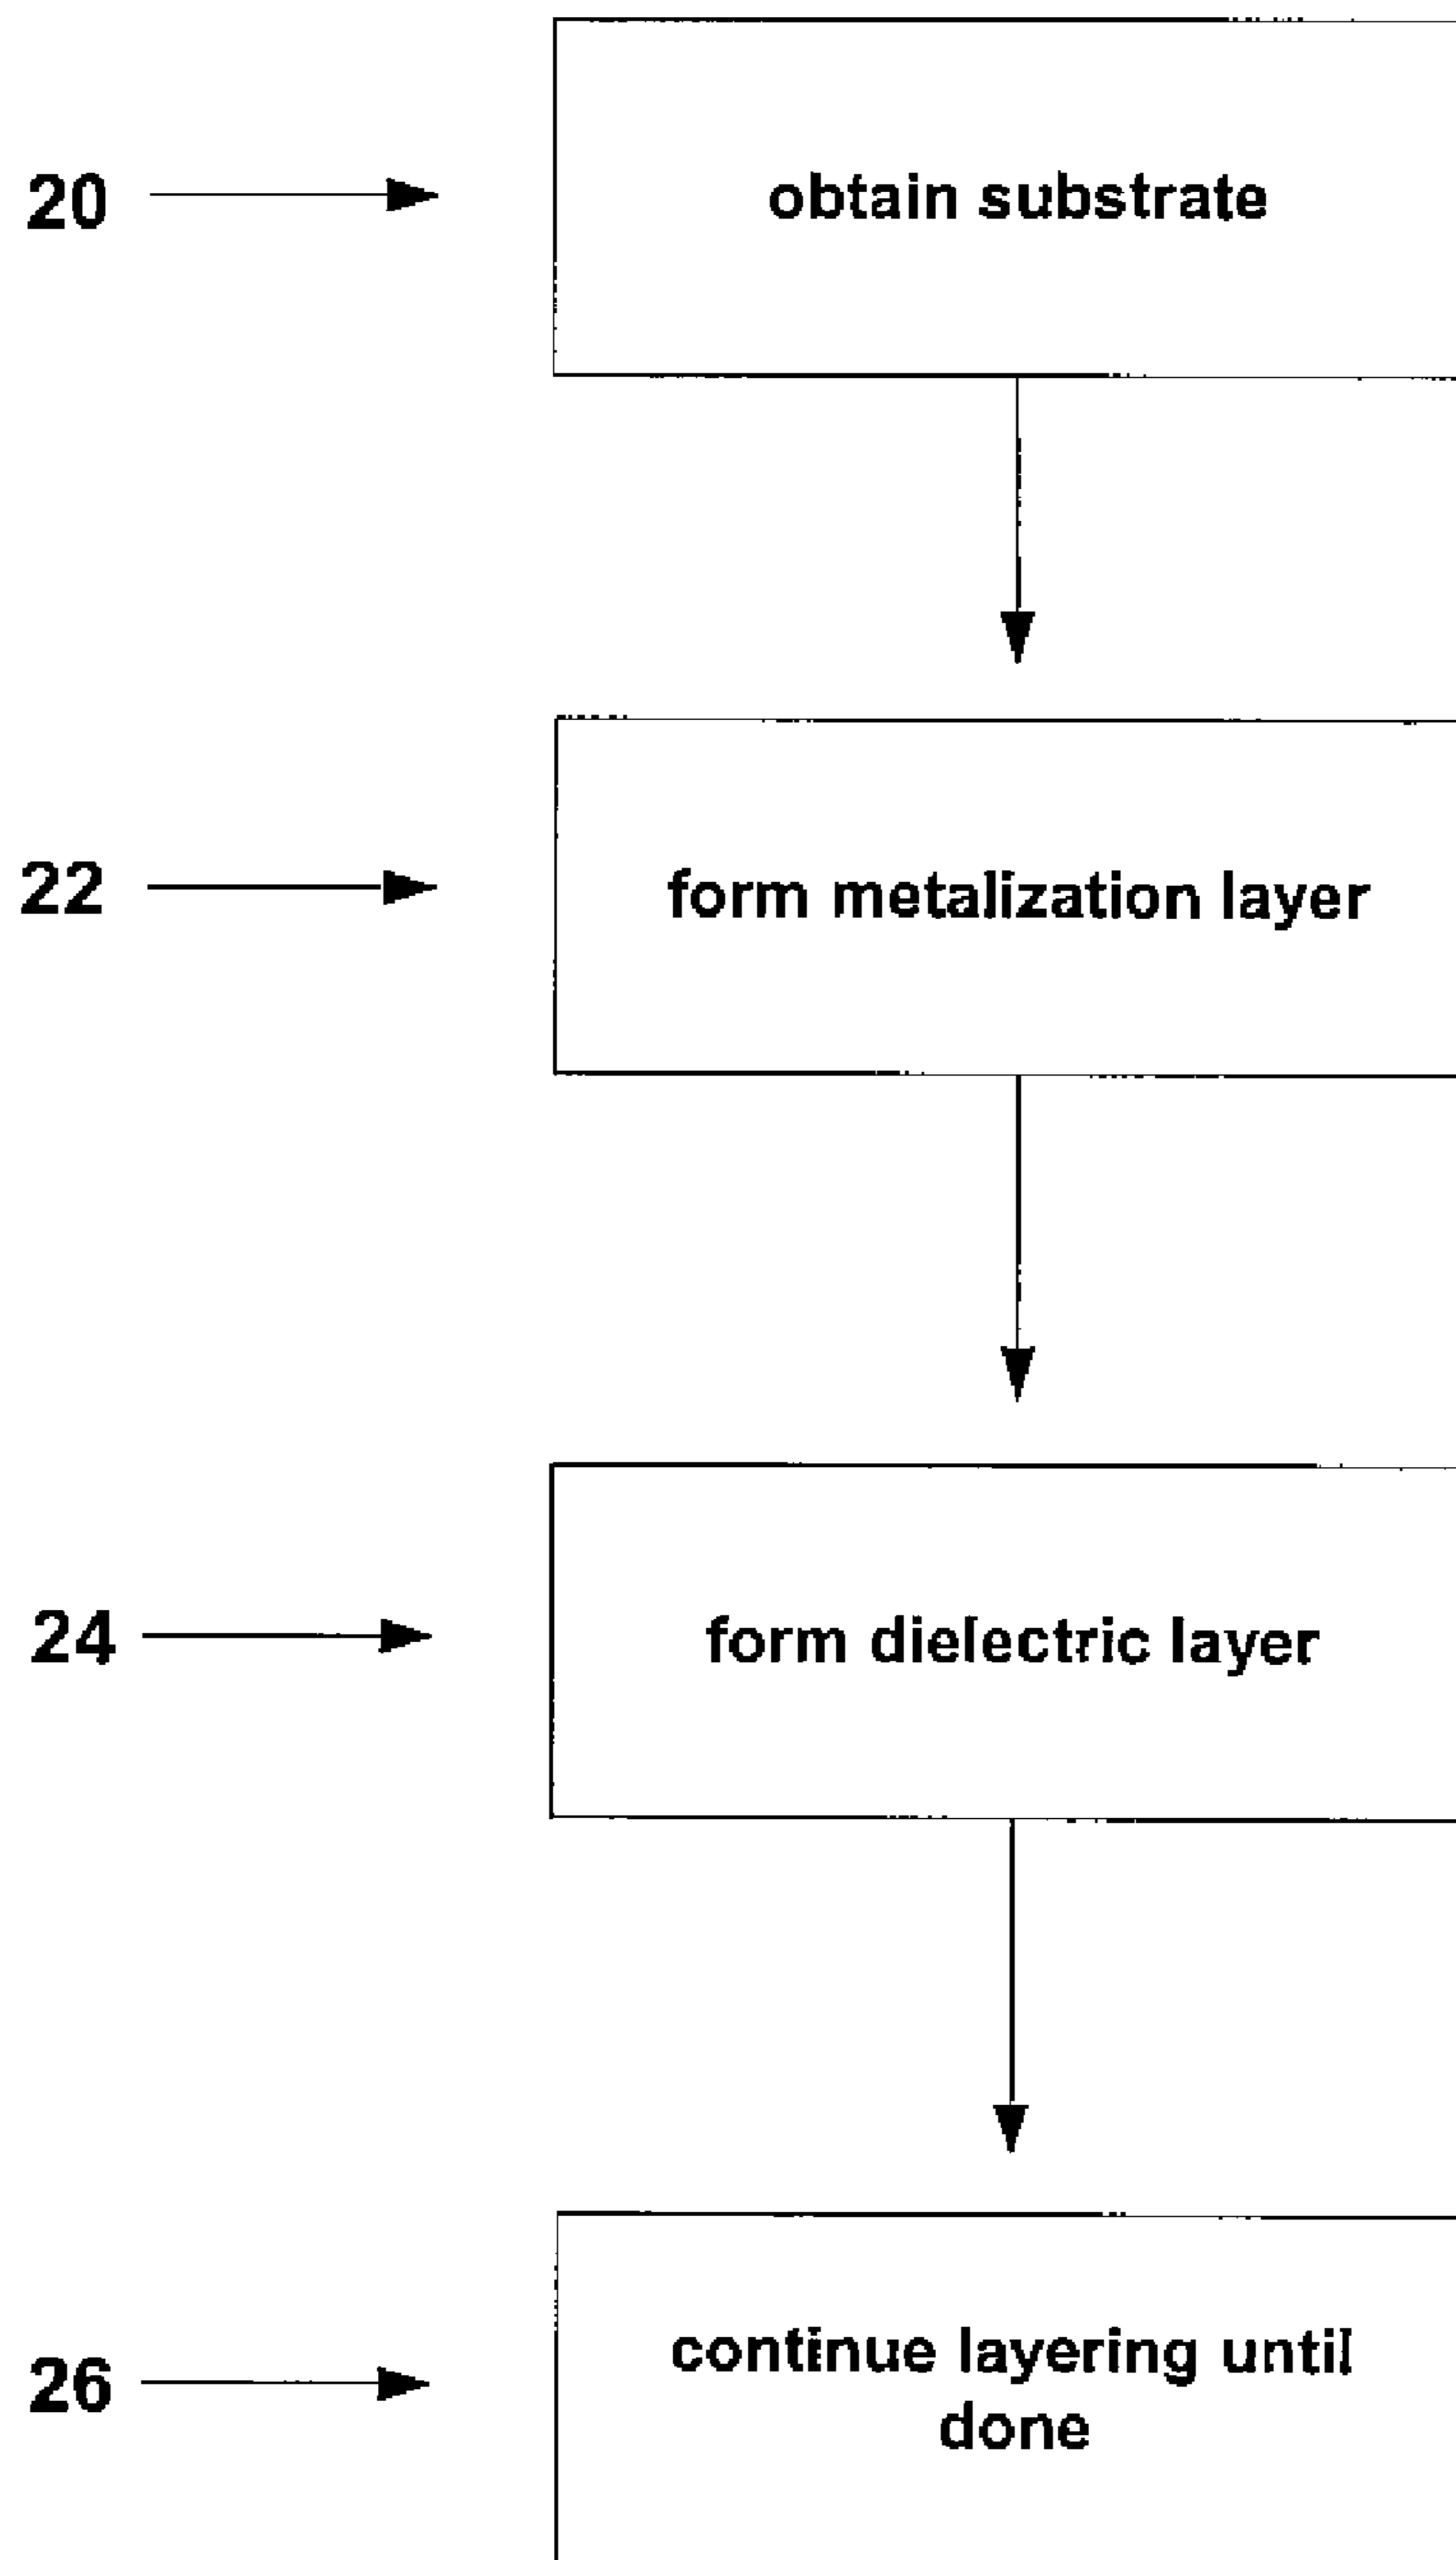 20
obtain substrate
22
form metalization layer
24
form dielectric layer
26
continue layering until
done